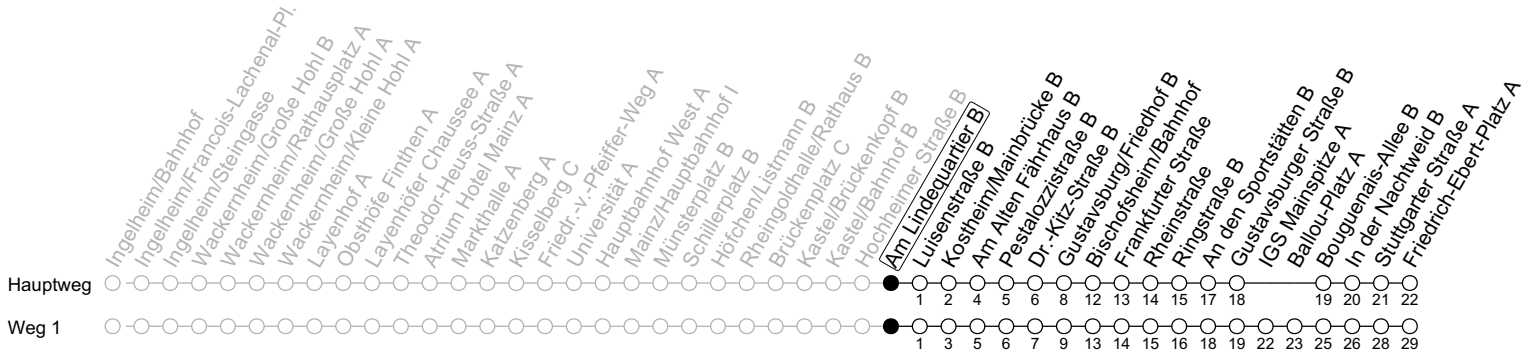 Ingelheim/Bahnhof
Ingelheim/Francois-Lachenal-Pl.
Ingelheim/Steingasse
Wackernheim/Große Hohl B
Wackernheim/Rathausplatz A
Wackernheim/Große Hohl A
Wackernheim/Kleine Hohl A
Layenhof A
Obsthöfe Finthen A
Layenhöfer Chaussee A
Theodor-Heuss-Straße A
Atrium Hotel Mainz A
Markthalle A
Katzenberg A
Kisselberg C
Friedr.-v.-Pfeiffer-Weg A
Universität A
Hauptbahnhof West A
Mainz/Hauptbahnhof I
Münsterplatz B
Schillerplatz B
Höfchen/Listmann B
Rheingoldhalle/Rathaus B
Brückenplatz C
Kastel/Brückenkopf B
Kastel/Bahnhof B
Hochheimer Straße B
Am Lindequartier B
Luisenstraße B
Kostheim/Mainbrücke B
Am Alten Fährhaus B
Pestalozzistraße B
Dr.-Kitz-Straße B
Gustavsburg/Friedhof B
Bischofsheim/Bahnhof
Frankfurter Straße
Rheinstraße
Ringstraße B
An den Sportstätten B
Gustavsburger Straße B
IGS Mainspitze A
Ballou-Platz A
Bouguenais-Allee B
In der Nachtweid B
Stuttgarter Straße A
Friedrich-Ebert-Platz A
Hauptweg
1 2 4 5 6 8 12 13 14 15 17 18 19 20 21 22
Weg 1
1 3 5 6 7 9 13 14 15 16 18 19 22 23 25 26 28 29